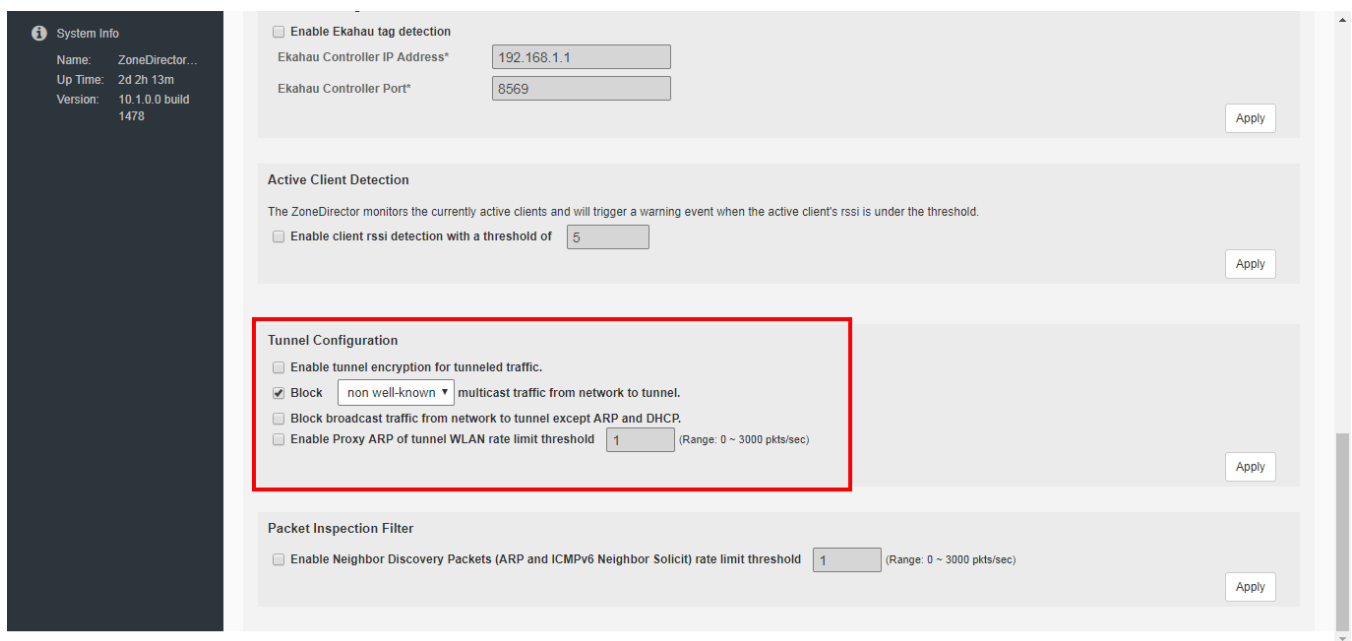 System Info
Name: ZoneDirector...
Up Time: 2d 2h 13m
Version: 10.1.0.0 build
1478
Enable Ekahau tag detection
Ekahau Controller IP Address* 192.168.1.1
Ekahau Controller Port* 8569
Apply
Active Client Detection
The ZoneDirector monitors the currently active clients and will trigger a warning event when the active client's rssi is under the threshold.
Enable client rssi detection with a threshold of 5
Apply
Tunnel Configuration
Enable tunnel encryption for tunneled traffic.
Block non well-known multicast traffic from network to tunnel.
Block broadcast traffic from network to tunnel except ARP and DHCP.
Enable Proxy ARP of tunnel WLAN rate limit threshold 1 (Range: 0 ~ 3000 pkts/sec)
Apply
Packet Inspection Filter
Enable Neighbor Discovery Packets (ARP and ICMPv6 Neighbor Solicit) rate limit threshold 1 (Range: 0 ~ 3000 pkts/sec)
Apply